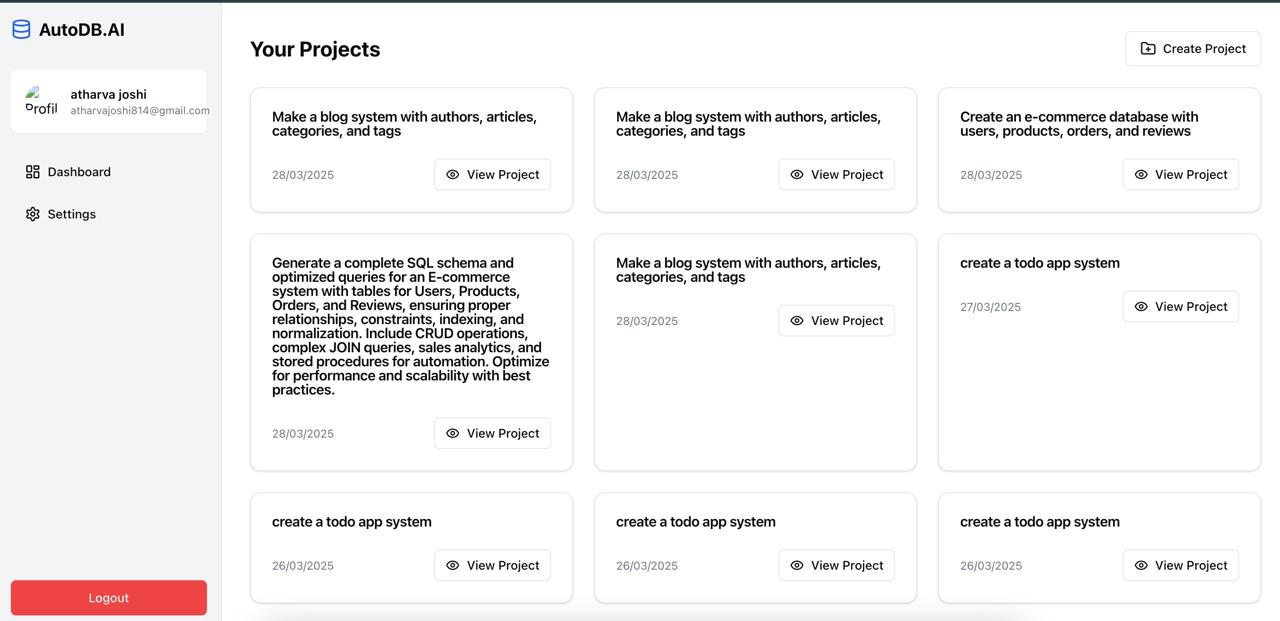 AutoDB.AI
Profil
atharva joshi
atharvajoshi814@gmail.com
Dashboard
Settings
Logout
Your Projects
Create Project
Make a blog system with authors, articles,
categories, and tags
28/03/2025
View Project
Make a blog system with authors, articles,
categories, and tags
28/03/2025
View Project
Create an e-commerce database with
users, products, orders, and reviews
28/03/2025
View Project
Generate a complete SQL schema and
optimized queries for an E-commerce
system with tables for Users, Products,
Orders, and Reviews, ensuring proper
relationships, constraints, indexing, and
normalization. Include CRUD operations,
complex JOIN queries, sales analytics, and
stored procedures for automation. Optimize
for performance and scalability with best
practices.
28/03/2025
View Project
Make a blog system with authors, articles,
categories, and tags
28/03/2025
View Project
create a todo app system
27/03/2025
View Project
create a todo app system
26/03/2025
View Project
create a todo app system
26/03/2025
View Project
create a todo app system
26/03/2025
View Project